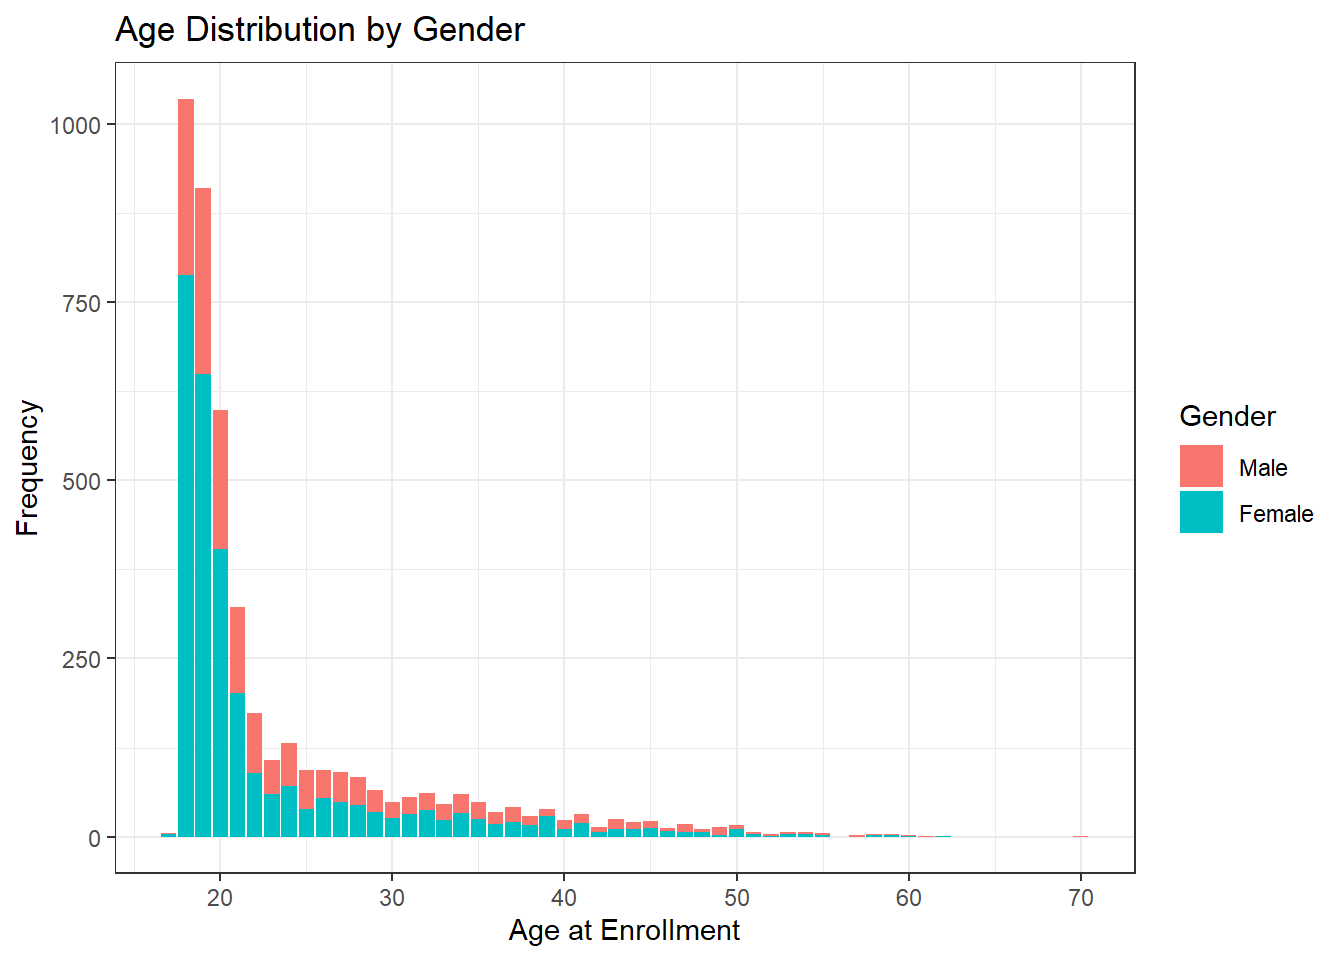 Age Distribution by Gender
Frequency
1000
750
500
250
0
20 30 40 50 60 70
Age at Enrollment
Gender
Male
Female